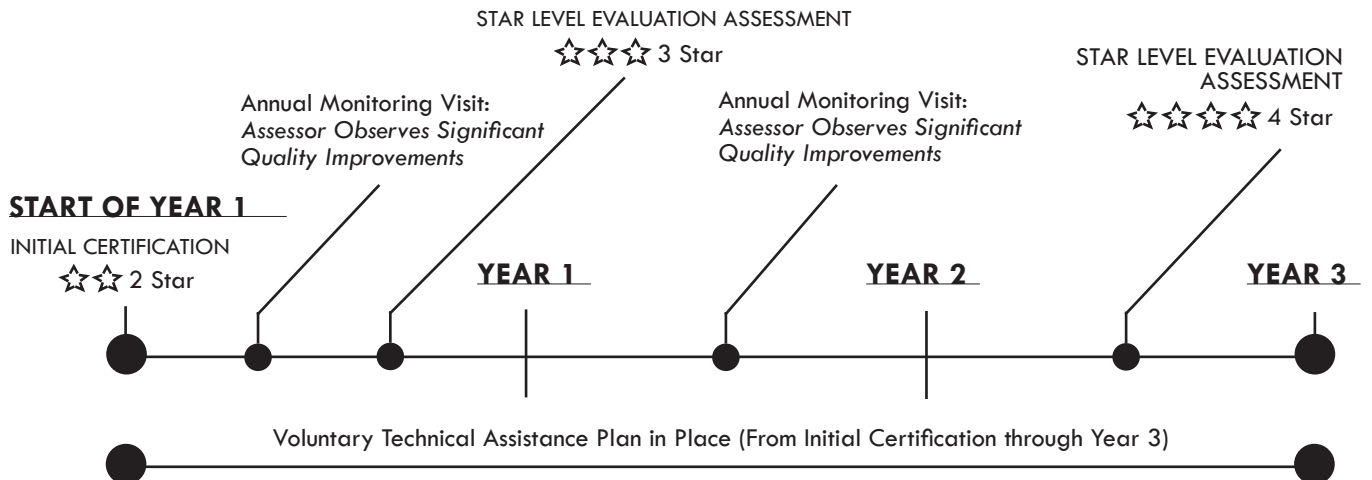 STAR LEVEL EVALUATION ASSESSMENT
3 Star
STAR LEVEL EVALUATION
ASSESSMENT
4 Star
Annual Monitoring Visit:
Assessor Observes Significant
Quality Improvements
Annual Monitoring Visit:
Assessor Observes Significant
Quality Improvements
START OF YEAR 1
INITIAL CERTIFICATION
2 Star
YEAR 1
YEAR 2
YEAR 3
Voluntary Technical Assistance Plan in Place (From Initial Certification through Year 3)